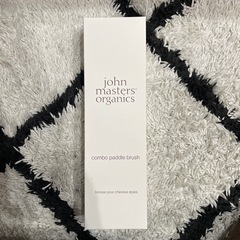 john
masters®
organics
combo paddle brush
brosse pour cheveux épais